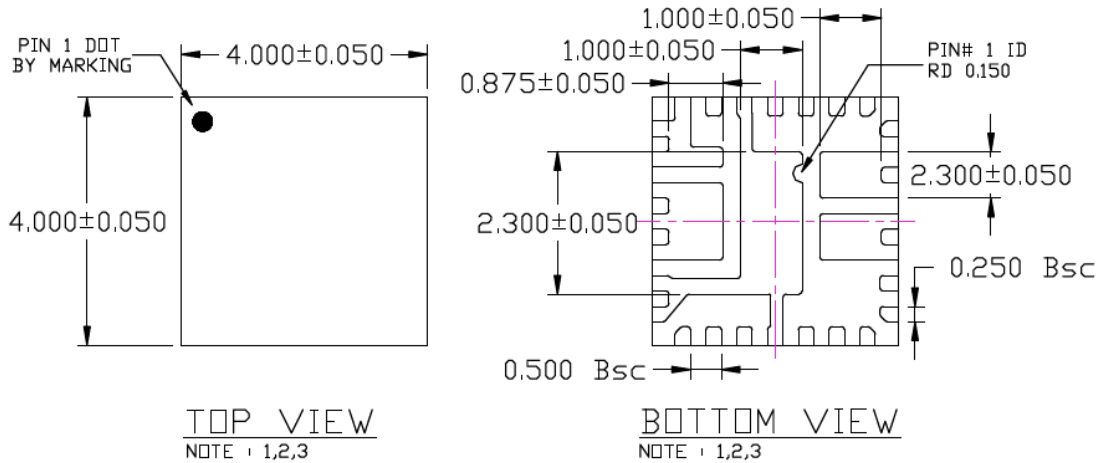 PIN 1 DOT
BY MARKING
4.000±0.050
4.000±0.050
TOP VIEW
NOTE : 1,2,3
1.000±0.050
1.000±0.050
0.875±0.050
PIN# 1 ID
RD 0.150
2.300±0.050
2.300±0.050
0.250 Bsc
0.500 Bsc
BOTTOM VIEW
NOTE : 1,2,3